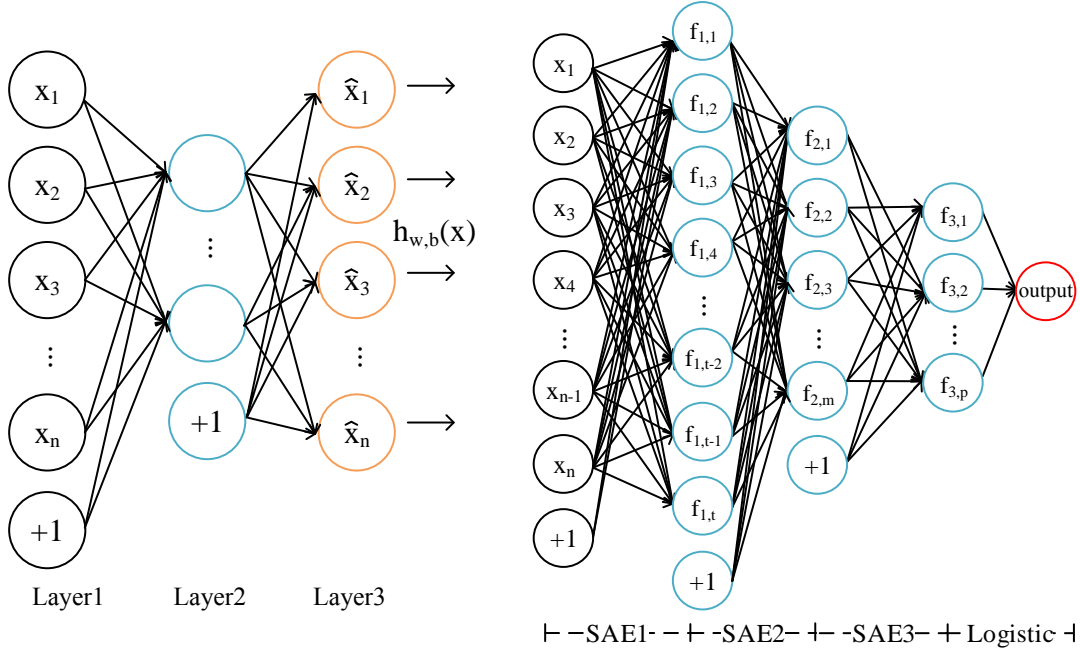 x1
x2
x3
⋮
xn
+1
Layer1
⋮
+1
Layer2
x̂1
x̂2
x̂3
⋮
x̂n
Layer3
hw,b(x)
x1
x2
x3
x4
⋮
xn-1
xn
+1
f1,1
f1,2
f1,3
f1,4
⋮
f1,t-2
f1,t-1
f1,t
+1
f2,1
f2,2
f2,3
⋮
f2,m
+1
f3,1
f3,2
⋮
f3,p
output
SAE1 SAE2 SAE3 Logistic